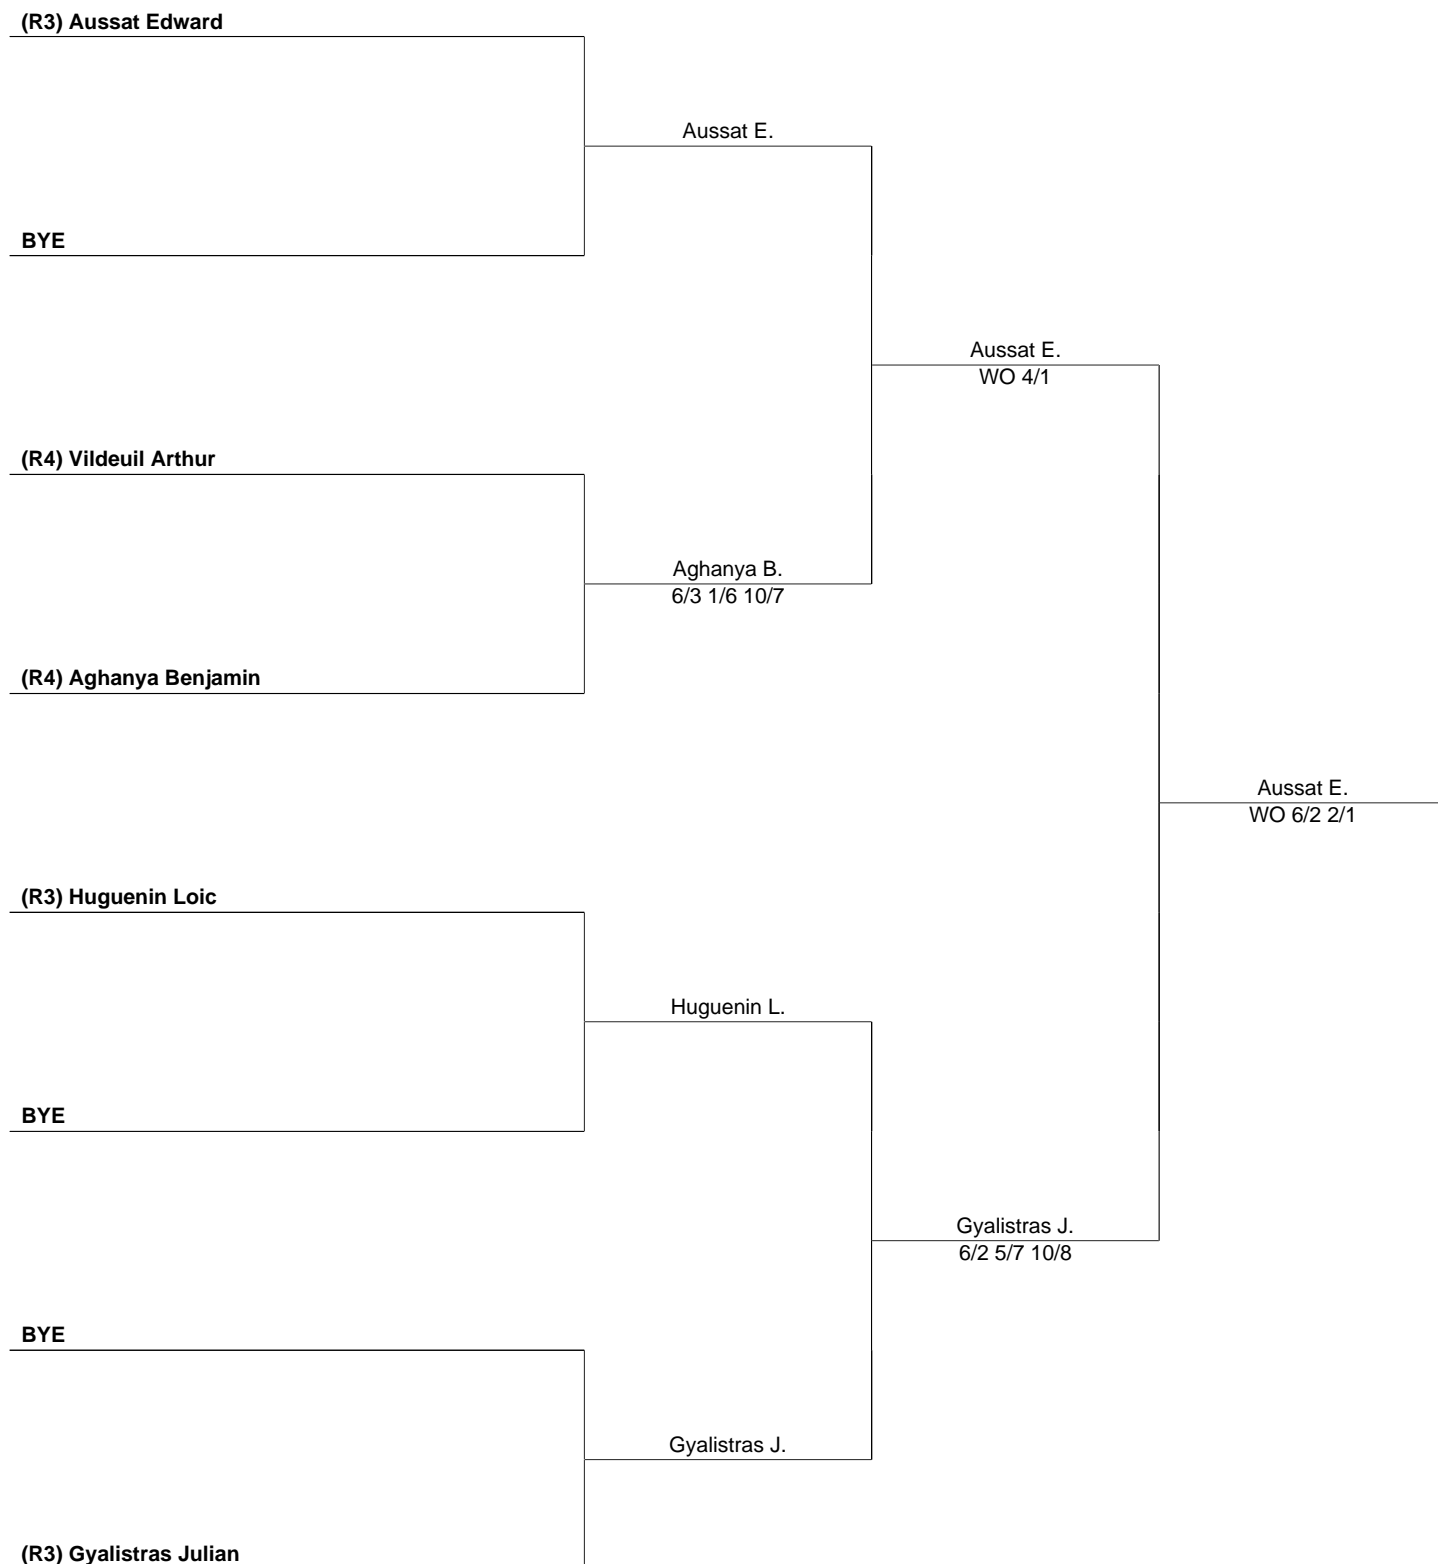 (R3) Aussat Edward
Aussat E.
BYE
Aussat E.
WO 4/1
(R4) Vildeuil Arthur
Aghanya B.
6/3 1/6 10/7
(R4) Aghanya Benjamin
Aussat E.
WO 6/2 2/1
(R3) Huguenin Loic
Huguenin L.
BYE
Gyalistras J.
6/2 5/7 10/8
BYE
Gyalistras J.
(R3) Gyalistras Julian